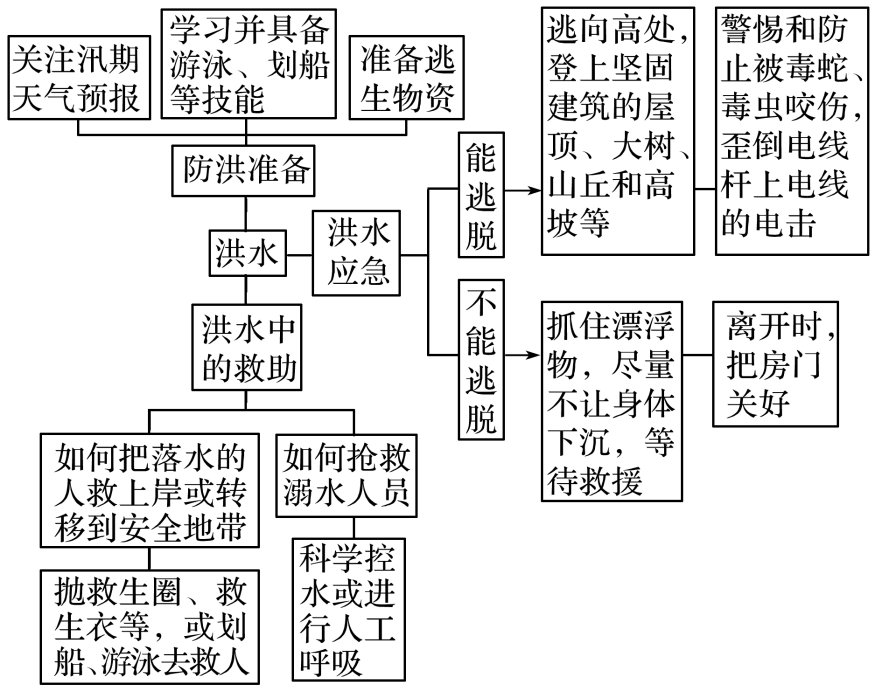 关注汛期
天气预报
学习并具备
游泳、划船
等技能
准备逃
生物资
防洪准备
洪水
洪水
应急
能
逃
脱
逃向高处，
登上坚固
建筑的屋
顶、大树、
山丘和高
坡等
警惕和防
止被毒蛇、
毒虫咬伤，
歪倒电线
杆上电线
的电击
不
能
逃
脱
抓住漂浮
物，尽量
不让身体
下沉，等
待救援
离开时，
把房门
关好
洪水中
的救助
如何把落水的
人救上岸或转
移到安全地带
抛救生圈、救
生衣等，或划
船、游泳去救人
如何抢救
溺水人员
科学控
水或进
行人工
呼吸